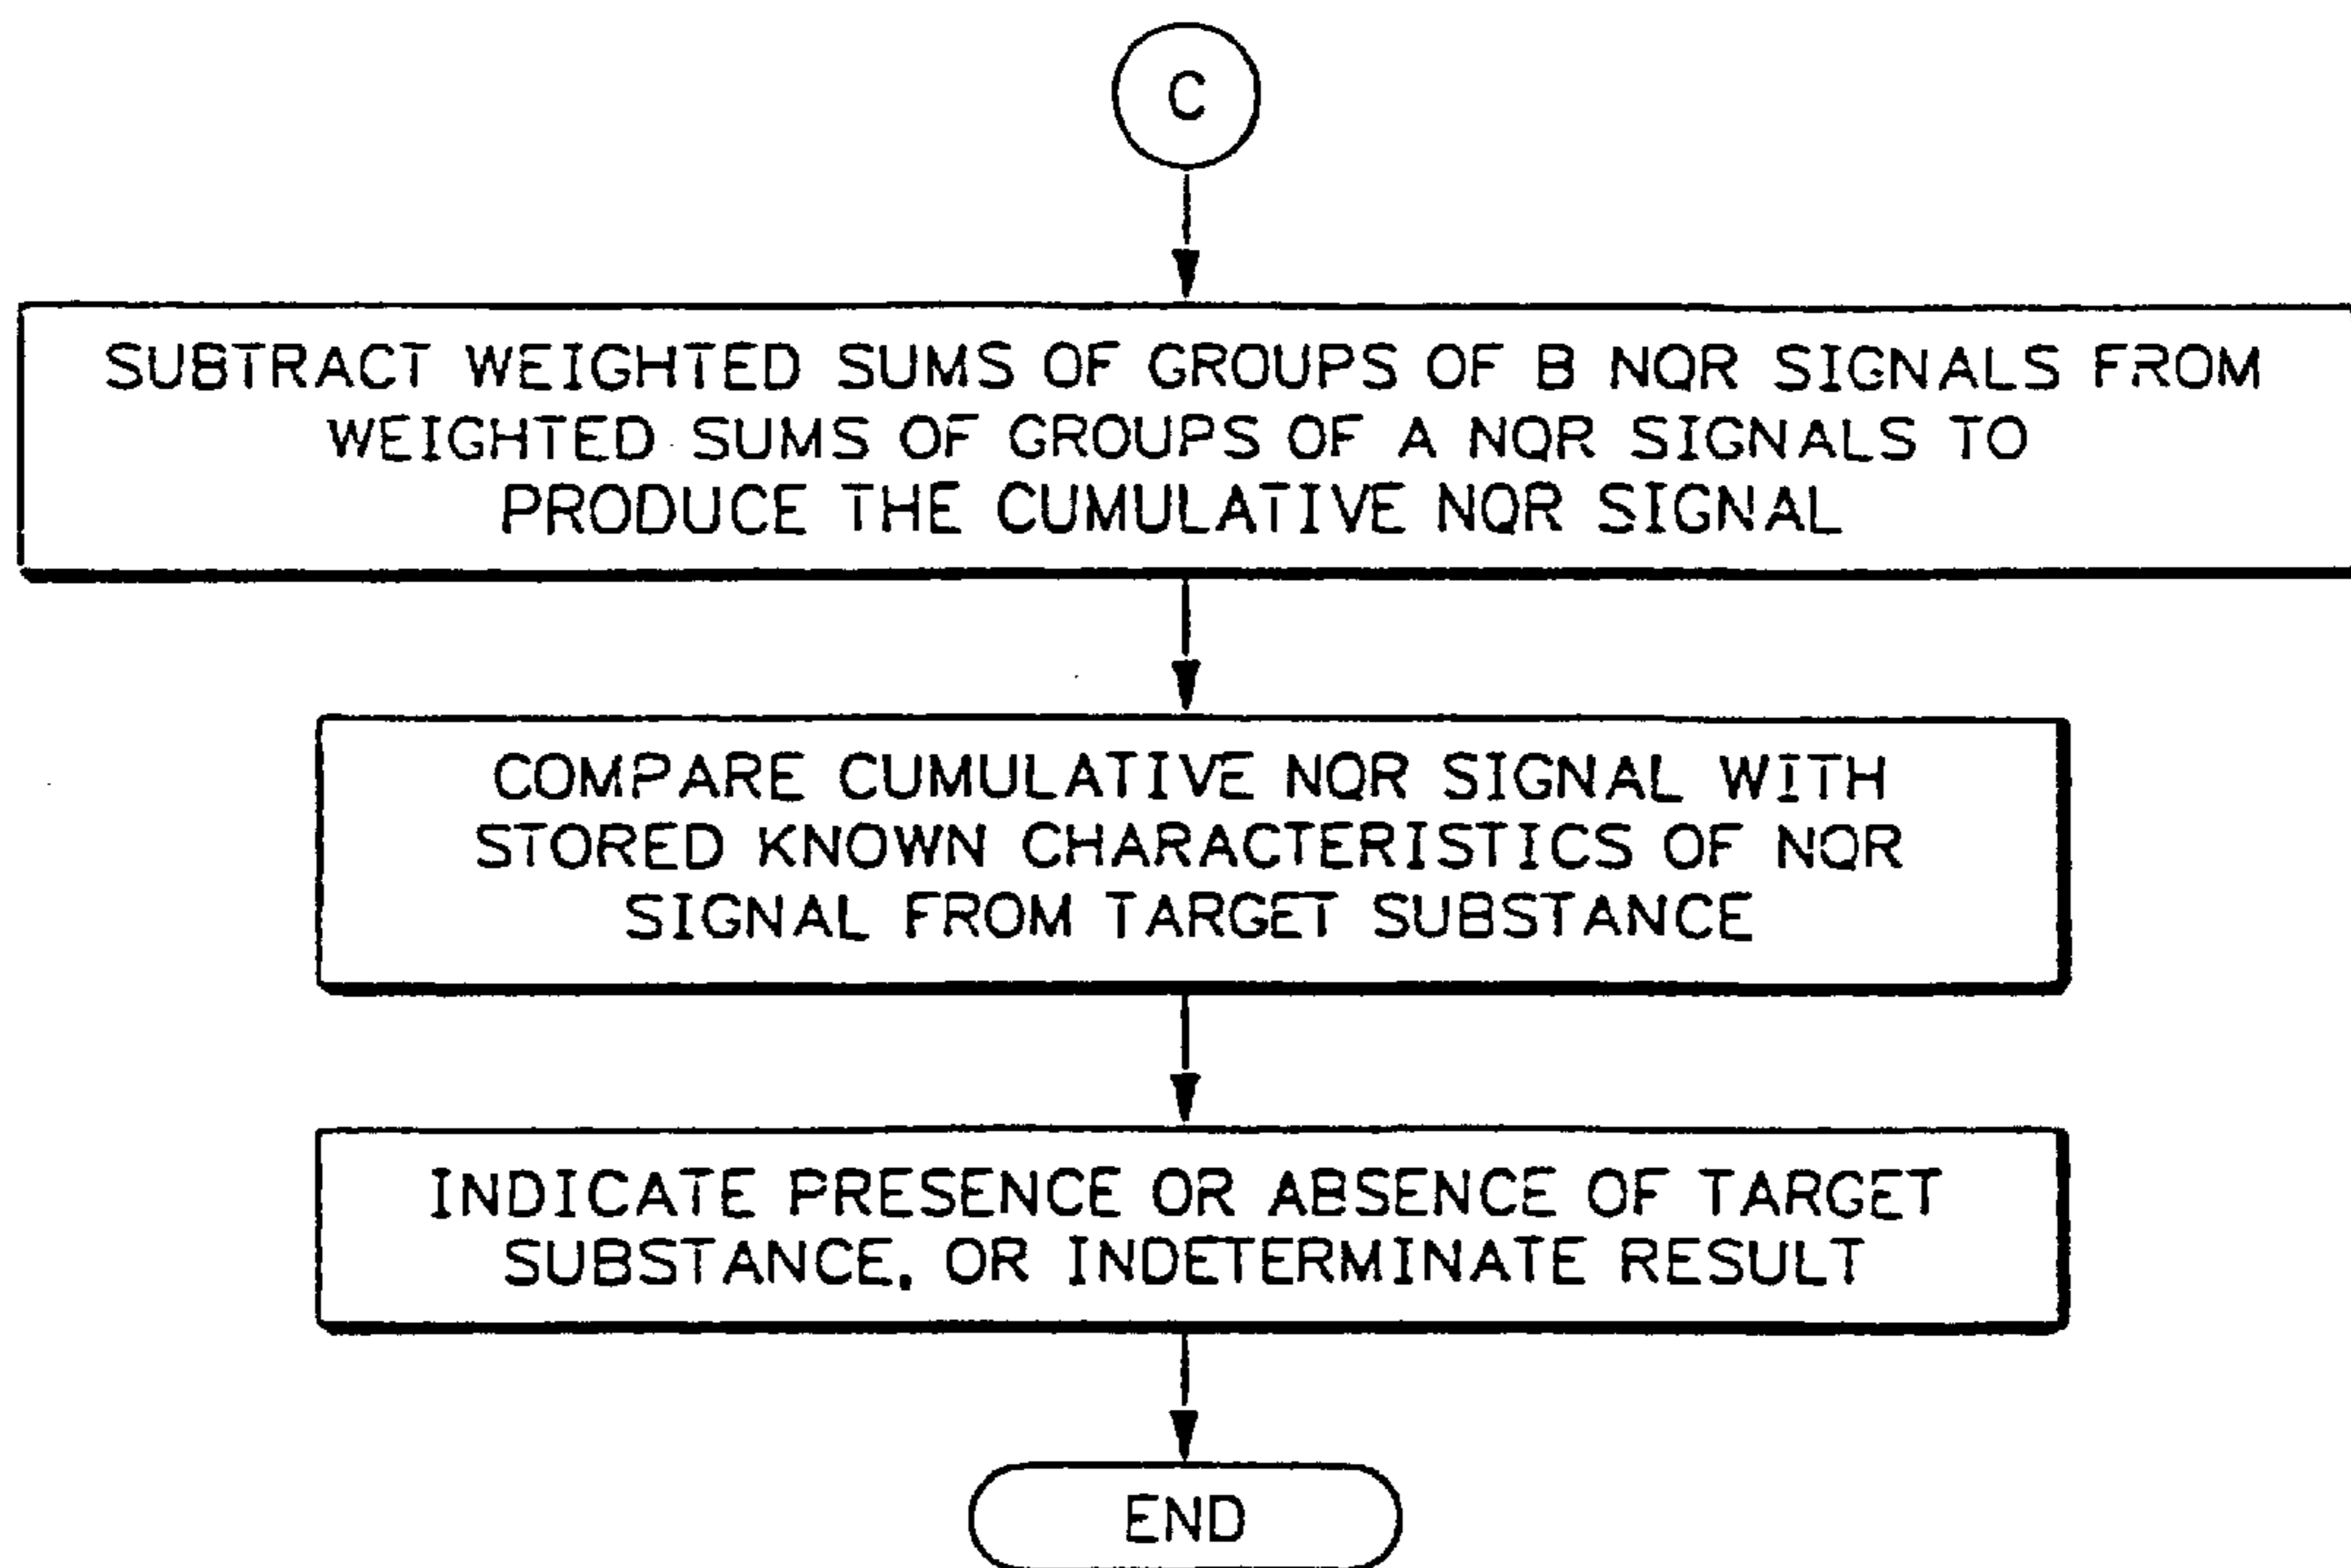 C
SUBTRACT WEIGHTED SUMS OF GROUPS OF B NQR SIGNALS FROM
WEIGHTED SUMS OF GROUPS OF A NQR SIGNALS TO
PRODUCE THE CUMULATIVE NQR SIGNAL
COMPARE CUMULATIVE NQR SIGNAL WITH
STORED KNOWN CHARACTERISTICS OF NQR
SIGNAL FROM TARGET SUBSTANCE
INDICATE PRESENCE OR ABSENCE OF TARGET
SUBSTANCE, OR INDETERMINATE RESULT
END